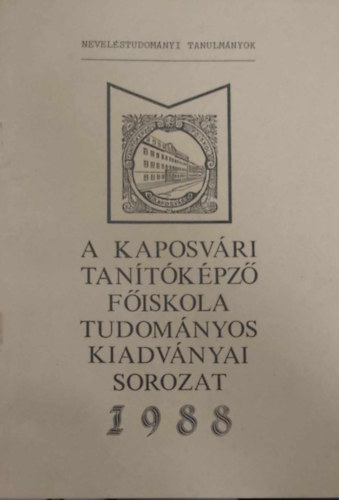 NEVELÉSTUDOMÁNYI TANULMÁNYOK
A KAPOSVÁRI
TANÍTÓKÉPZŐ
FŐISKOLA
TUDOMÁNYOS
KIADVÁNYAI
SOROZAT
1988